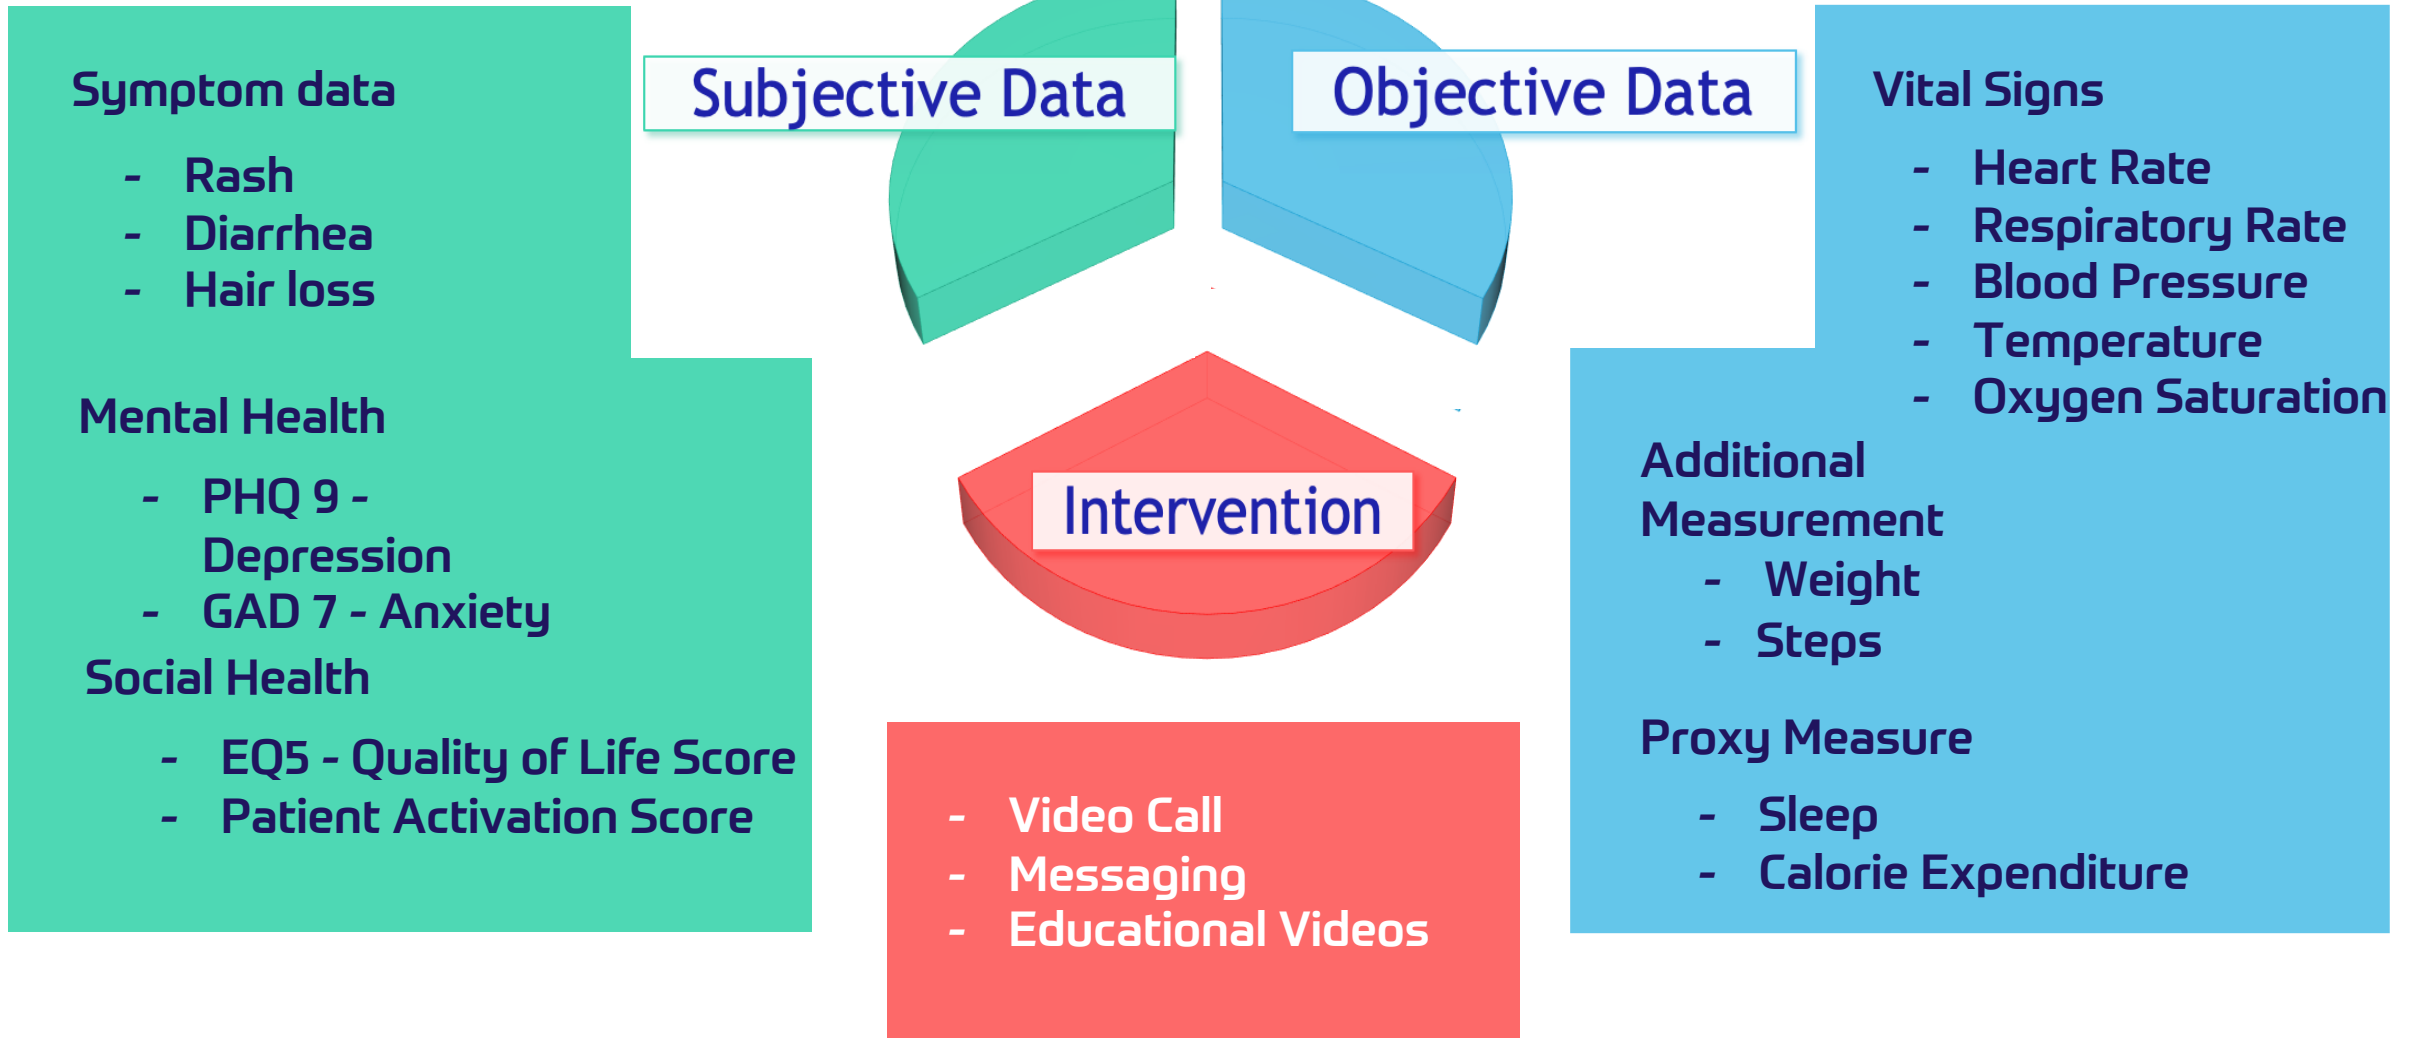 Subjective Data
Symptom data
- Rash
- Diarrhea
- Hair loss
Mental Health
- PHQ 9 -
Depression
- GAD 7 - Anxiety
Social Health
- EQ5 - Quality of Life Score
- Patient Activation Score
Objective Data
Vital Signs
- Heart Rate
- Respiratory Rate
- Blood Pressure
- Temperature
- Oxygen Saturation
Additional
Measurement
- Weight
- Steps
Proxy Measure
- Sleep
- Calorie Expenditure
Intervention
- Video Call
- Messaging
- Educational Videos